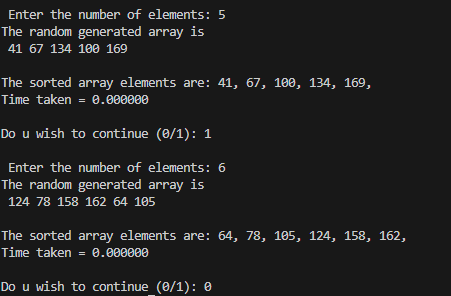 Enter the number of elements: 5
The random generated array is
41 67 134 100 169
The sorted array elements are: 41, 67, 100, 134, 169,
Time taken = 0.000000
Do u wish to continue (0/1): 1
Enter the number of elements: 6
The random generated array is
124 78 158 162 64 105
The sorted array elements are: 64, 78, 105, 124, 158, 162,
Time taken = 0.000000
Do u wish to continue (0/1): 0